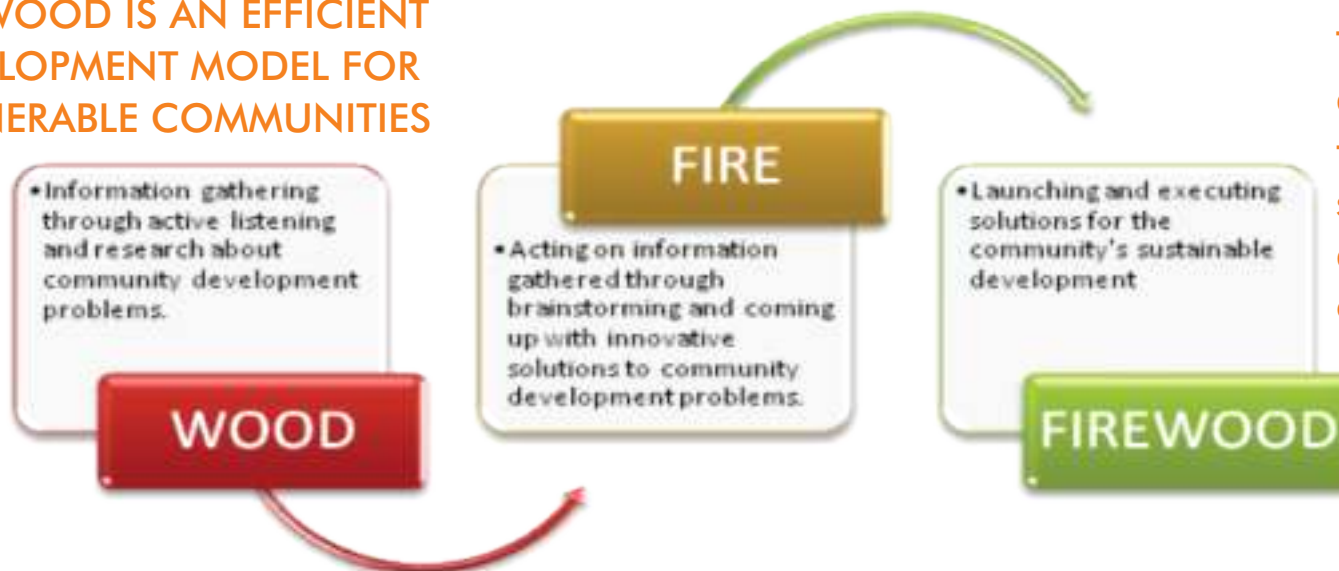 WOOD IS AN EFFICIENT
LOPMENT MODEL FOR
ERABLE COMMUNITIES
•Information gathering
through active listening
and research about
community development
problems.
WOOD
FIRE
•Acting on information
gathered through
brainstorming and coming
up with innovative
solutions to community
development problems.
•Launching and executing
solutions for the
community's sustainable
development
FIREWOOD